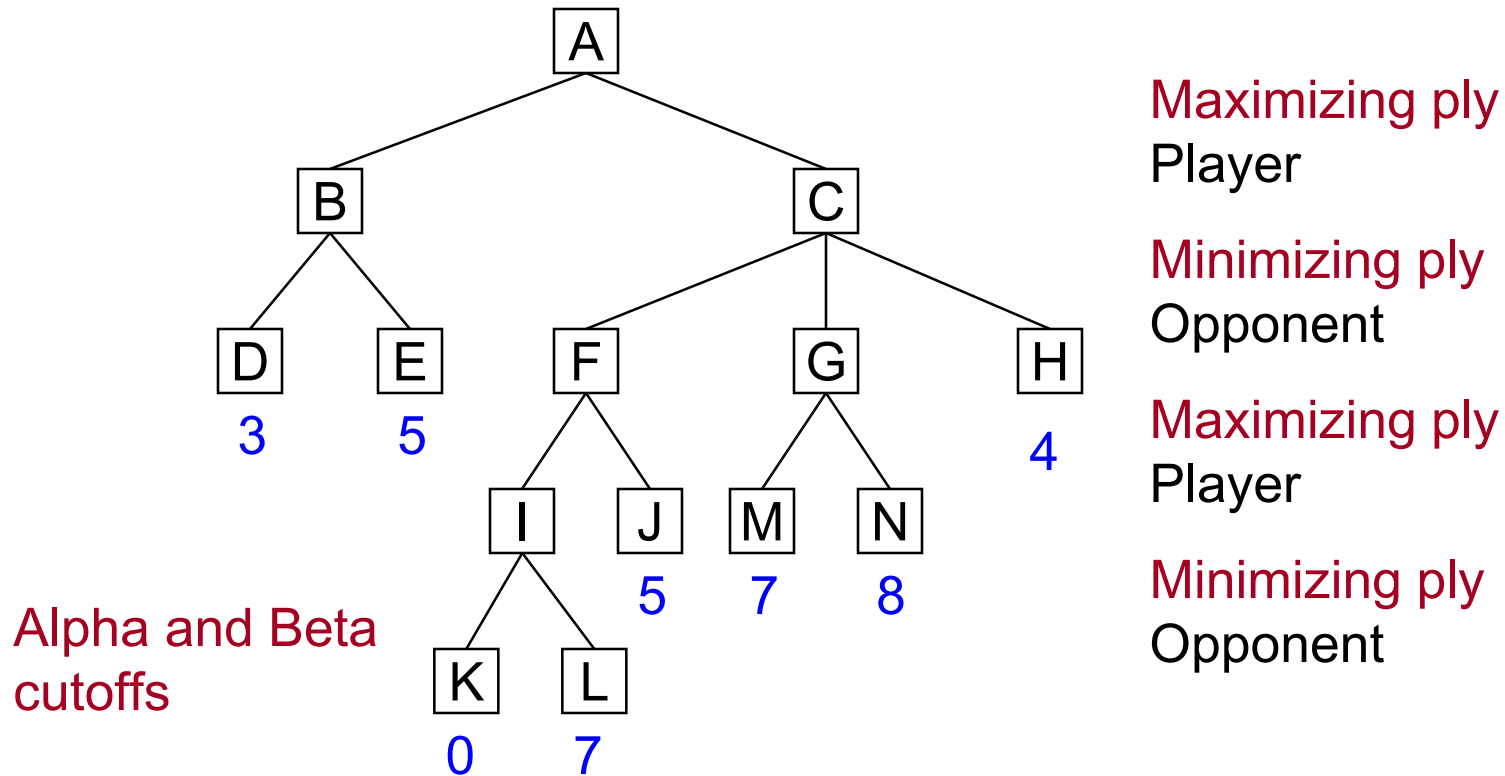 A
Maximizing ply
Player
B
C
Minimizing ply
Opponent
D
E
F
G
H
3
5
4
Maximizing ply
Player
I
J
M
N
5
7
8
Minimizing ply
Opponent
Alpha and Beta
cutoffs
K
L
0
7